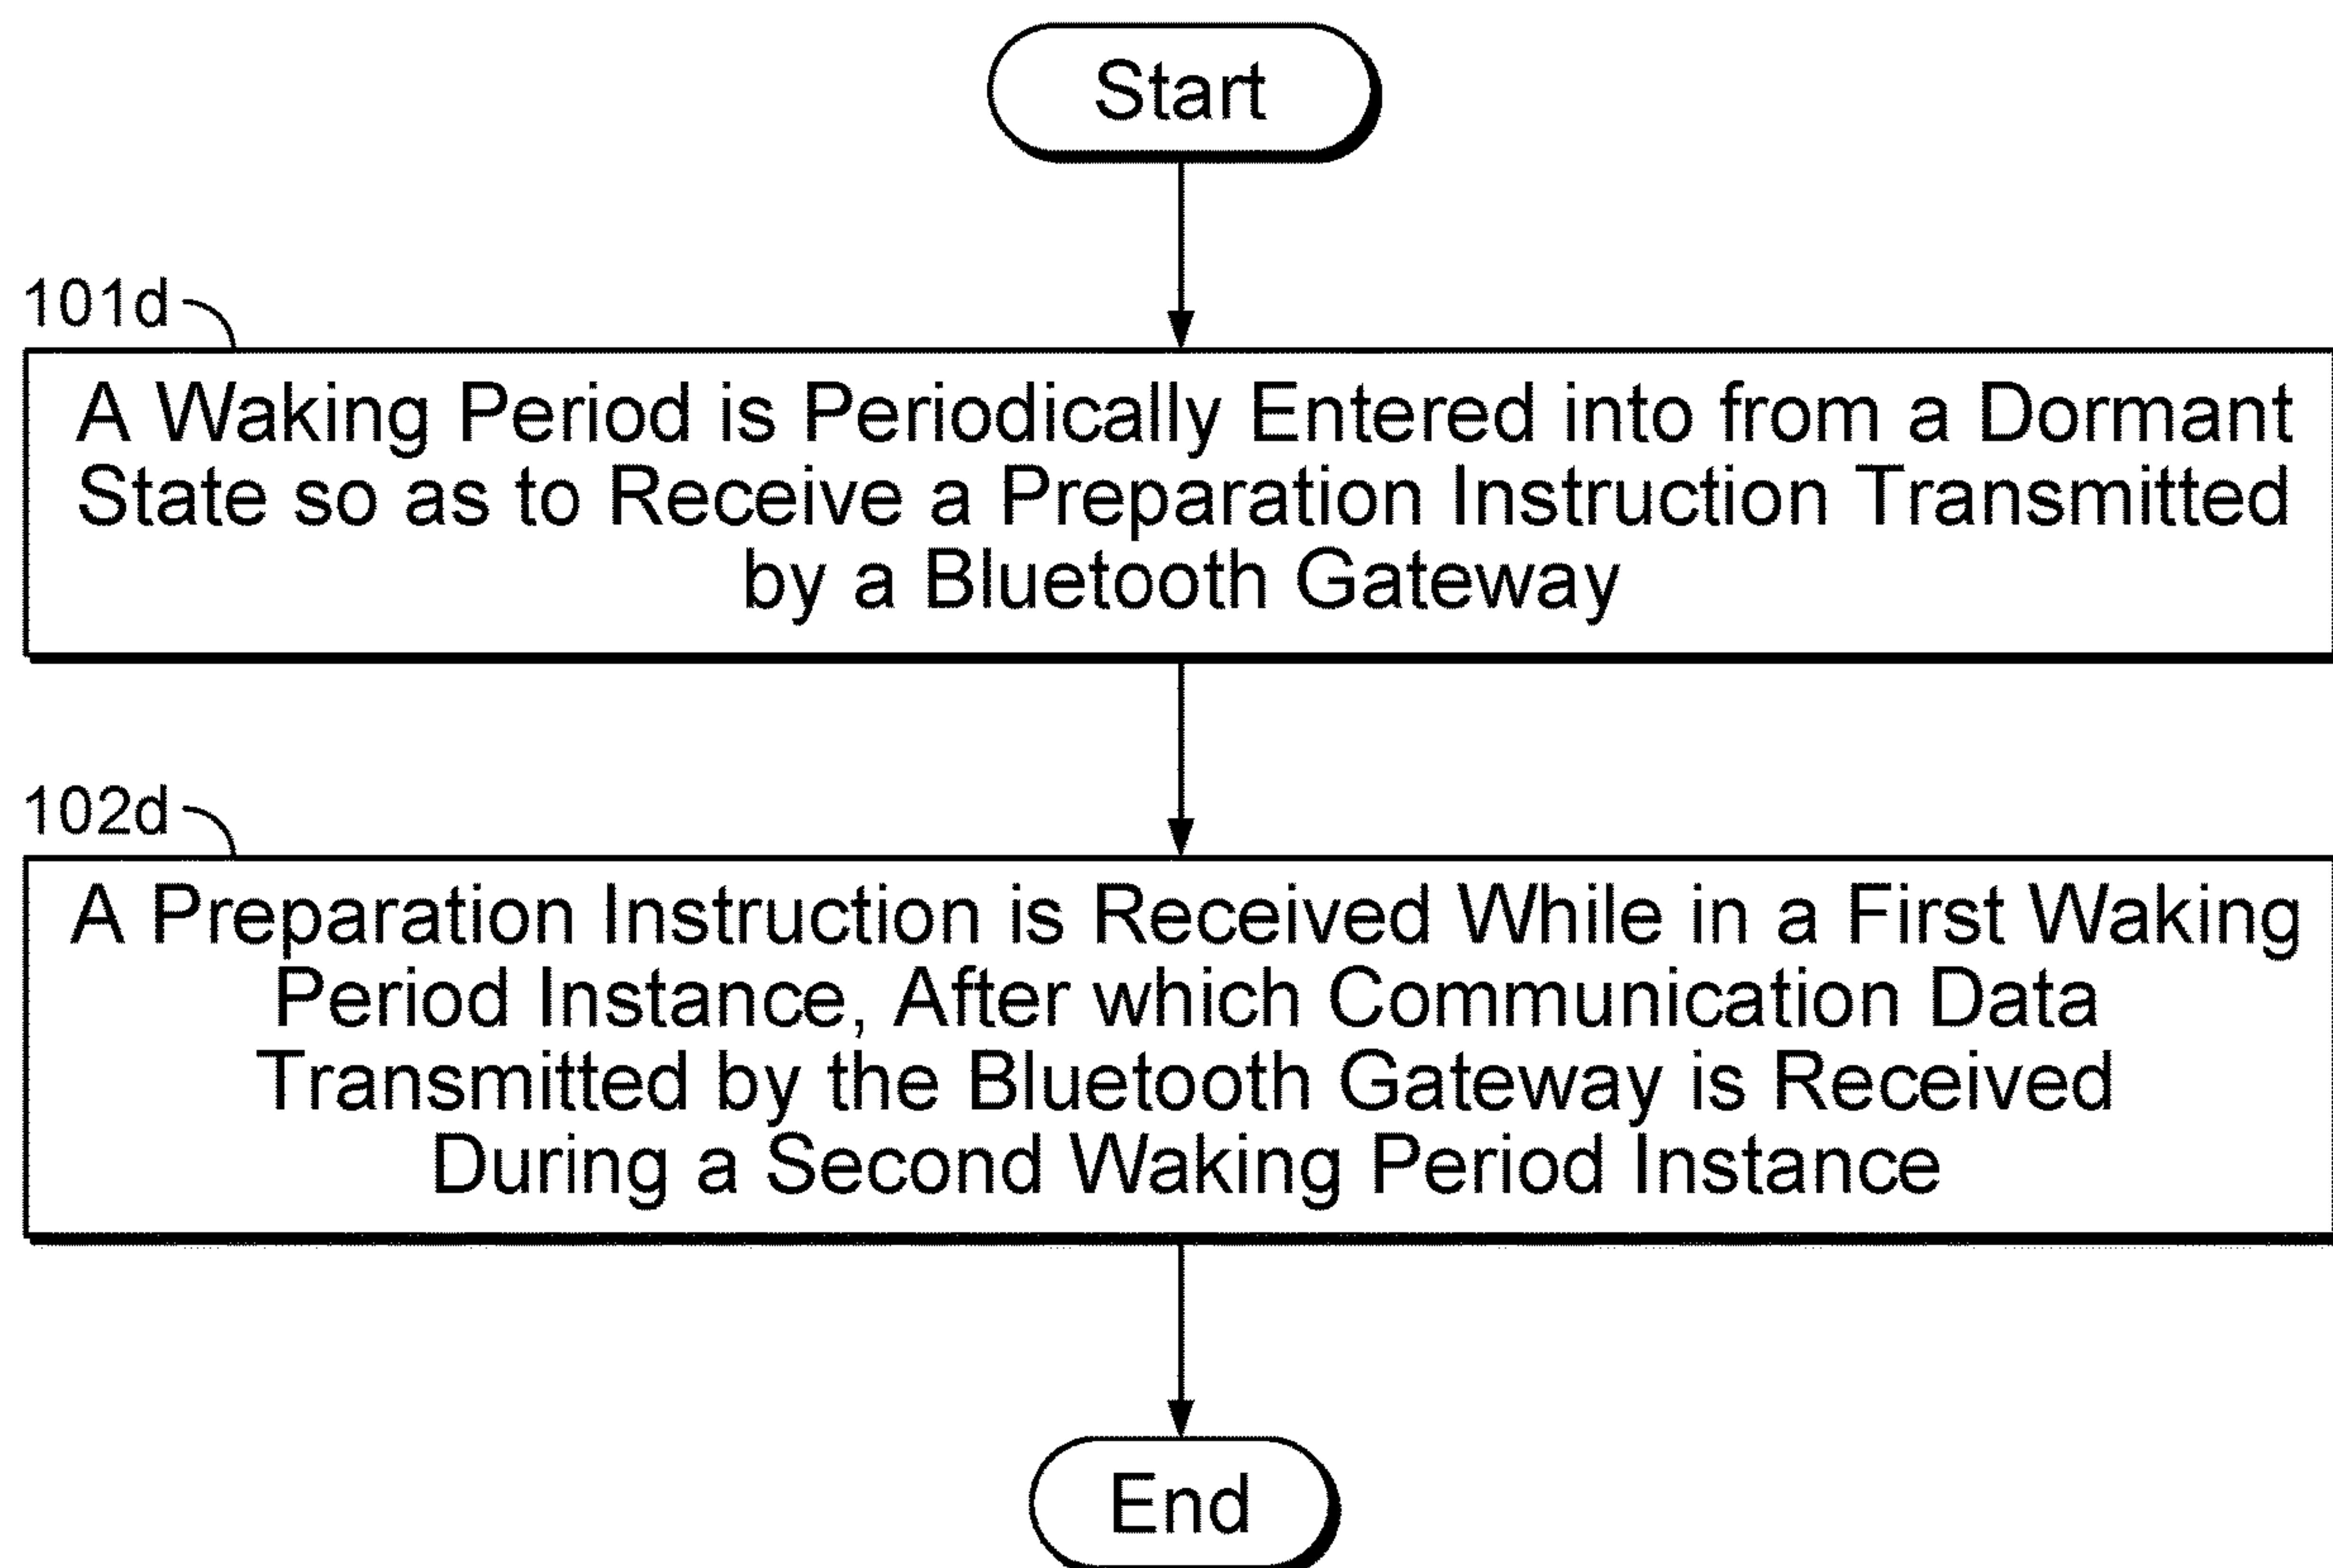 Start
101d
A Waking Period is Periodically Entered into from a Dormant
State so as to Receive a Preparation Instruction Transmitted
by a Bluetooth Gateway
102d
A Preparation Instruction is Received While in a First Waking
Period Instance, After which Communication Data
Transmitted by the Bluetooth Gateway is Received
During a Second Waking Period Instance
End